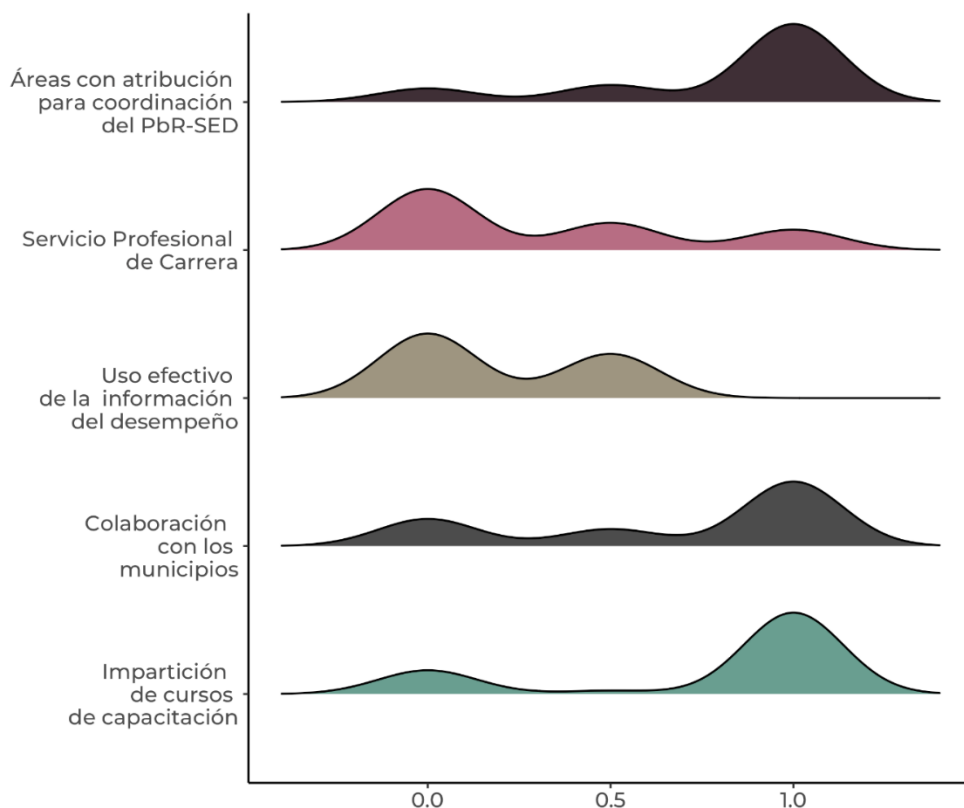 Áreas con atribución
para coordinación
del PbR-SED
Servicio Profesional
de Carrera
Uso efectivo
de la información
del desempeño
Colaboración
con los
municipios
Impartición
de cursos
de capacitación
0.0 0.5 1.0